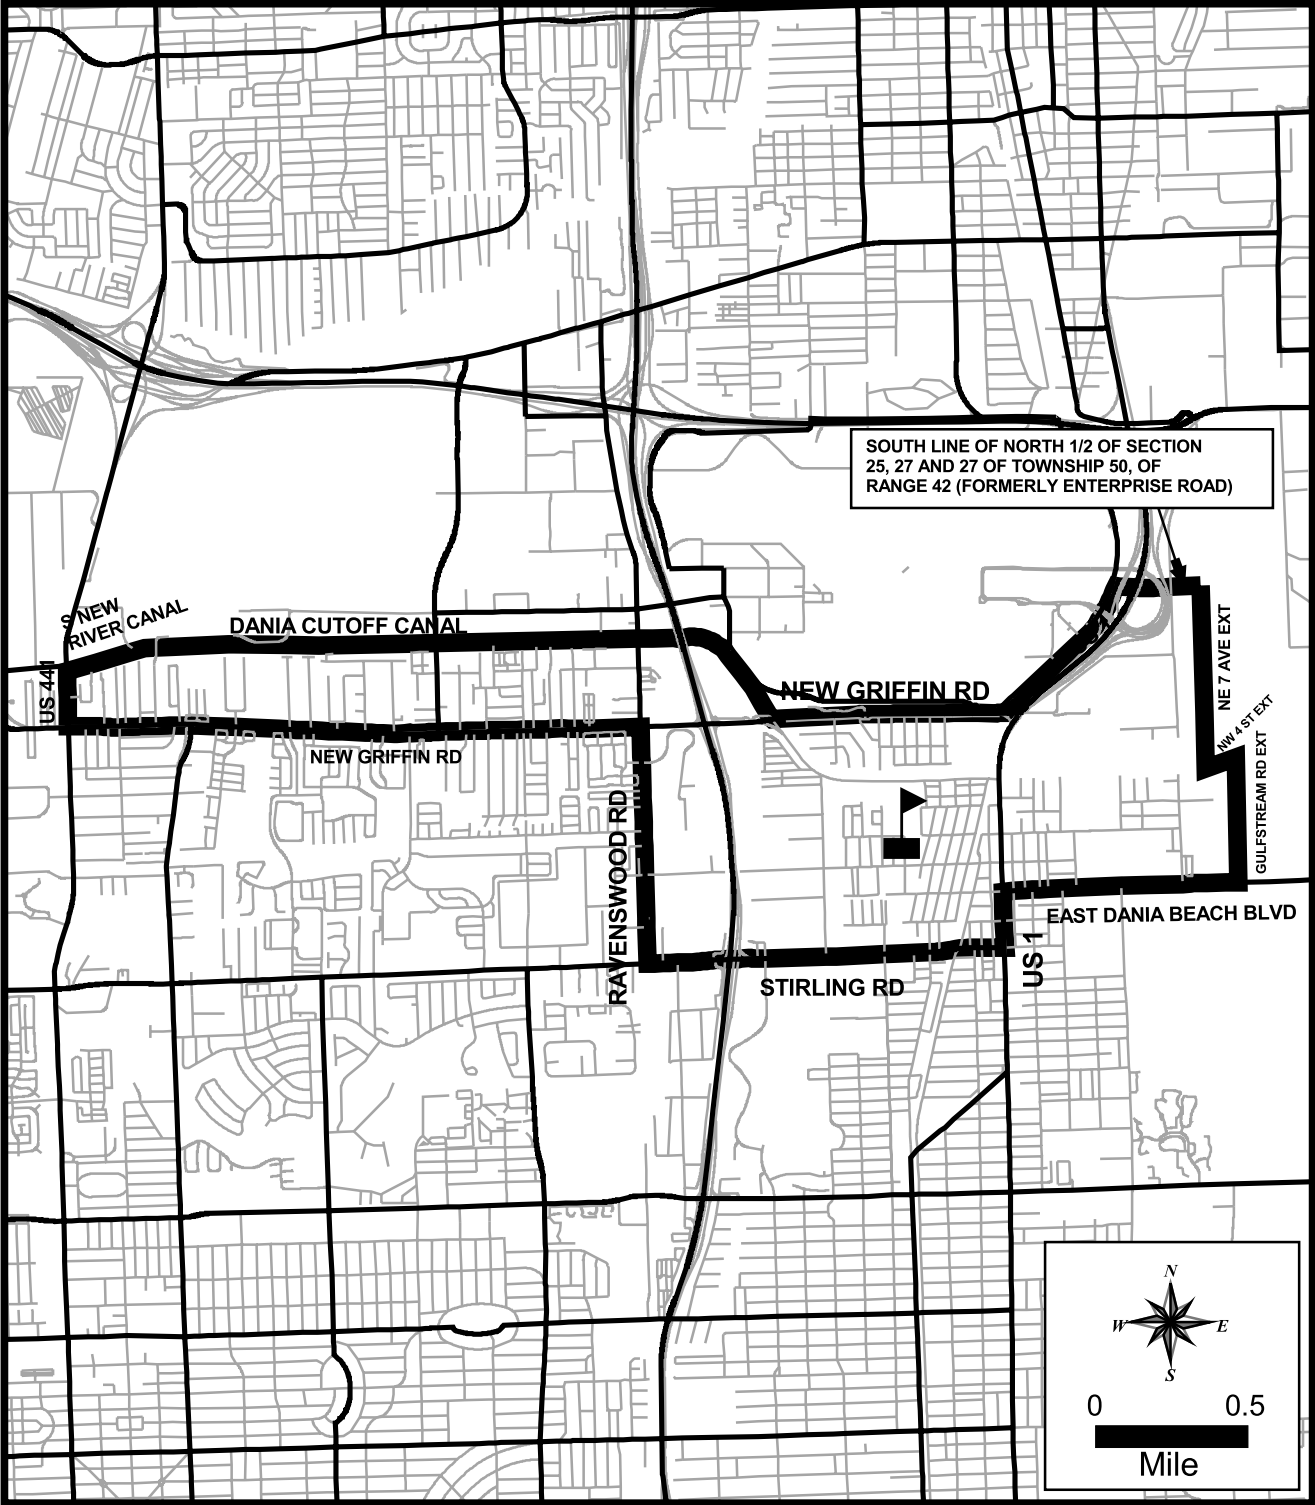 SOUTH LINE OF NORTH 1/2 OF SECTION
25, 27 AND 27 OF TOWNSHIP 50, OF
RANGE 42 (FORMERLY ENTERPRISE ROAD)
S NEW
RIVER CANAL
DANIA CUTOFF CANAL
US 441
NEW GRIFFIN RD
NE 7 AVE EXT
NW 4 ST EXT
NEW GRIFFIN RD
GULFSTREAM RD EXT
RAVENSWOOD RD
EAST DANIA BEACH BLVD
US 1
STIRLING RD
N
W
E
S
0
0.5
Mile